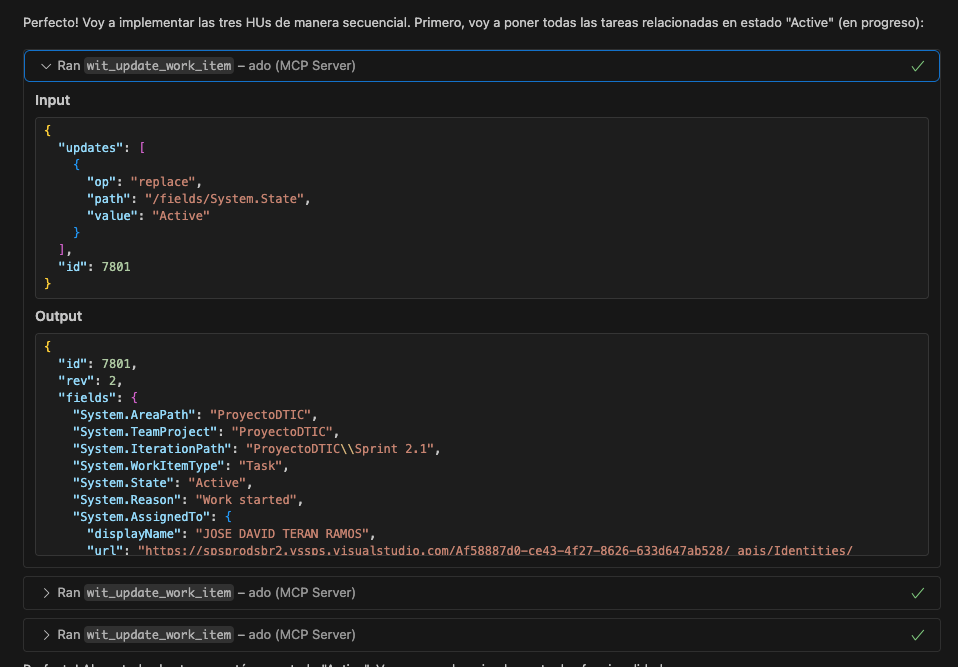 Perfecto! Voy a implementar las tres HUs de manera secuencial. Primero, voy a poner todas las tareas relacionadas en estado "Active" (en progreso):
Ran wit_update_work_item – ado (MCP Server)
Input
{
"updates": [
{
"op": "replace",
"path": "/fields/System.State",
"value": "Active"
}
],
"id": 7801
}
Output
{
"id": 7801,
"rev": 2,
"fields": {
"System.AreaPath": "ProyectoDTIC",
"System.TeamProject": "ProyectoDTIC",
"System.IterationPath": "ProyectoDTIC\\Sprint 2.1",
"System.WorkItemType": "Task",
"System.State": "Active",
"System.Reason": "Work started",
"System.AssignedTo": {
"displayName": "JOSE DAVID TERAN RAMOS",
"url": "https://spsprodsbr2.vssps.visualstudio.com/Af58887d0-ce43-4f27-8626-633d647ab528/_apis/Identities/
Ran wit_update_work_item – ado (MCP Server)
Ran wit_update_work_item – ado (MCP Server)